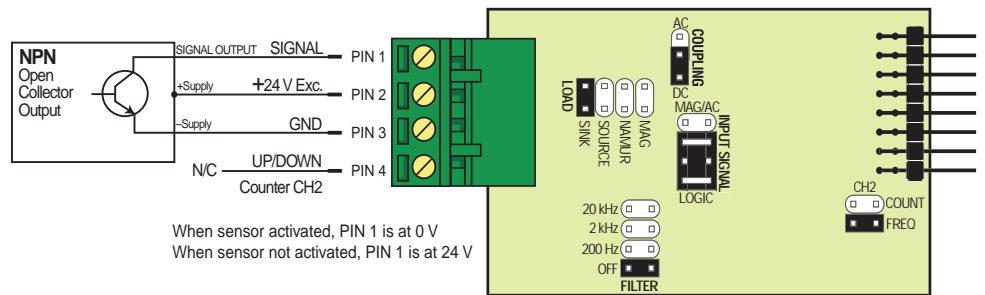 NPN
Open
Collector
Output
SIGNAL OUTPUT SIGNAL PIN 1
+Supply +24 V Exc. PIN 2
–Supply GND PIN 3
N/C UP/DOWN PIN 4
Counter CH2
When sensor activated, PIN 1 is at 0 V
When sensor not activated, PIN 1 is at 24 V
AC
COUPLING
DC
LOAD
SINK
SOURCE
NAMUR
MAG
MAG/AC
INPUT SIGNAL
LOGIC
20 kHz
2 kHz
200 Hz
OFF
FILTER
CH2
COUNT
FREQ